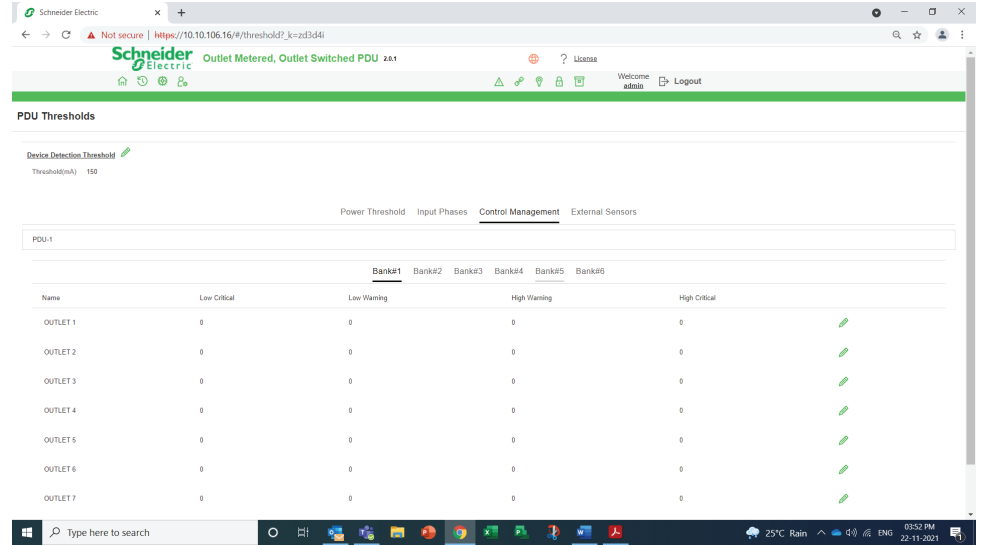 Schneider Electric
Not secure | https://10.10.106.16/#/threshold?_k=zd3d4i
Schneider Electric Outlet Metered, Outlet Switched PDU 2.0.1 ? License
Welcome admin Logout
PDU Thresholds
Device Detection Threshold
Threshold(mA) 150
Power Threshold Input Phases Control Management External Sensors
PDU-1
Bank#1 Bank#2 Bank#3 Bank#4 Bank#5 Bank#6
Name Low Critical Low Warning High Warning High Critical
OUTLET 1 0 0 0 0
OUTLET 2 0 0 0 0
OUTLET 3 0 0 0 0
OUTLET 4 0 0 0 0
OUTLET 5 0 0 0 0
OUTLET 6 0 0 0 0
OUTLET 7 0 0 0 0
Type here to search 25°C Rain ENG 03:52 PM
22-11-2021